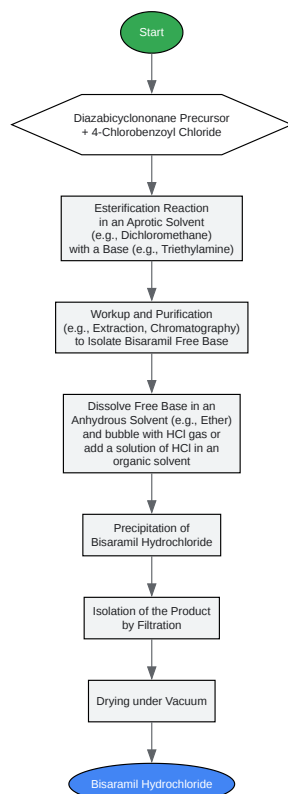 Start
Diazabicyclononane Precursor
+ 4-Chlorobenzoyl Chloride
Esterification Reaction
in an Aprotic Solvent
(e.g., Dichloromethane)
with a Base (e.g., Triethylamine)
Workup and Purification
(e.g., Extraction, Chromatography)
to Isolate Bisaramil Free Base
Dissolve Free Base in an
Anhydrous Solvent (e.g., Ether)
and bubble with HCl gas or
add a solution of HCl in an
organic solvent
Precipitation of
Bisaramil Hydrochloride
Isolation of the Product
by Filtration
Drying under Vacuum
Bisaramil Hydrochloride